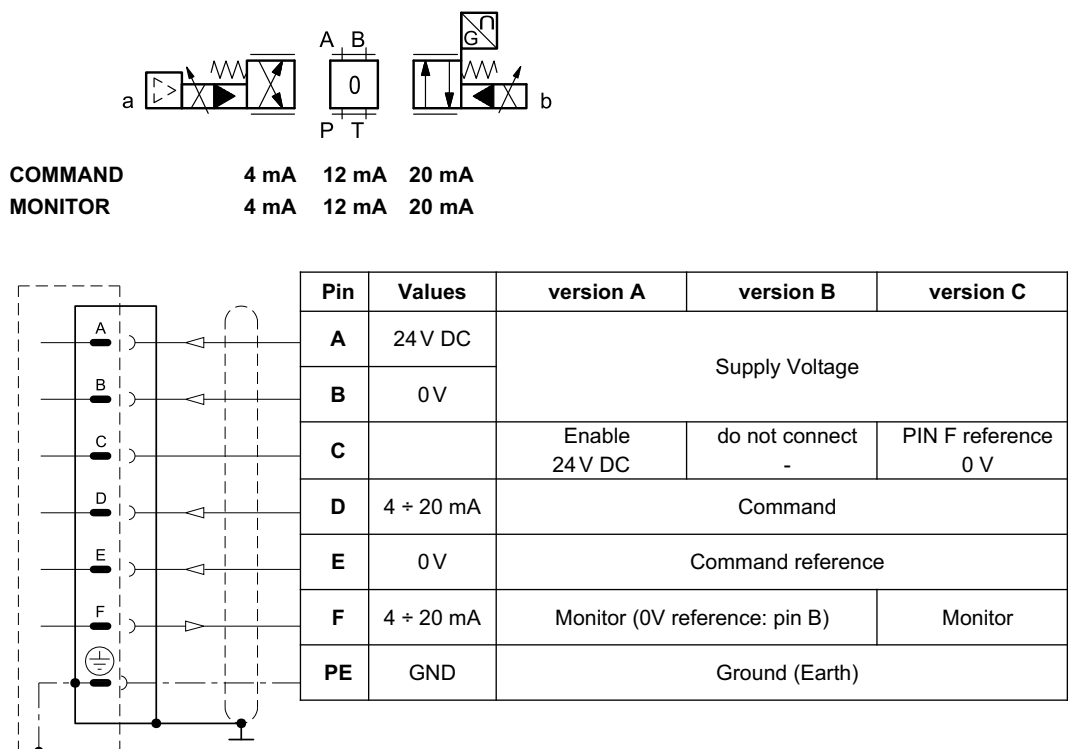 A B
G
a
0
b
P T
COMMAND 4 mA 12 mA 20 mA
MONITOR 4 mA 12 mA 20 mA
Pin Values version A version B version C
A A 24 V DC Supply Voltage
B B 0 V
C C Enable 24 V DC do not connect - PIN F reference 0 V
D D 4 ÷ 20 mA Command
E E 0 V Command reference
F F 4 ÷ 20 mA Monitor (0V reference: pin B) Monitor
PE GND Ground (Earth)